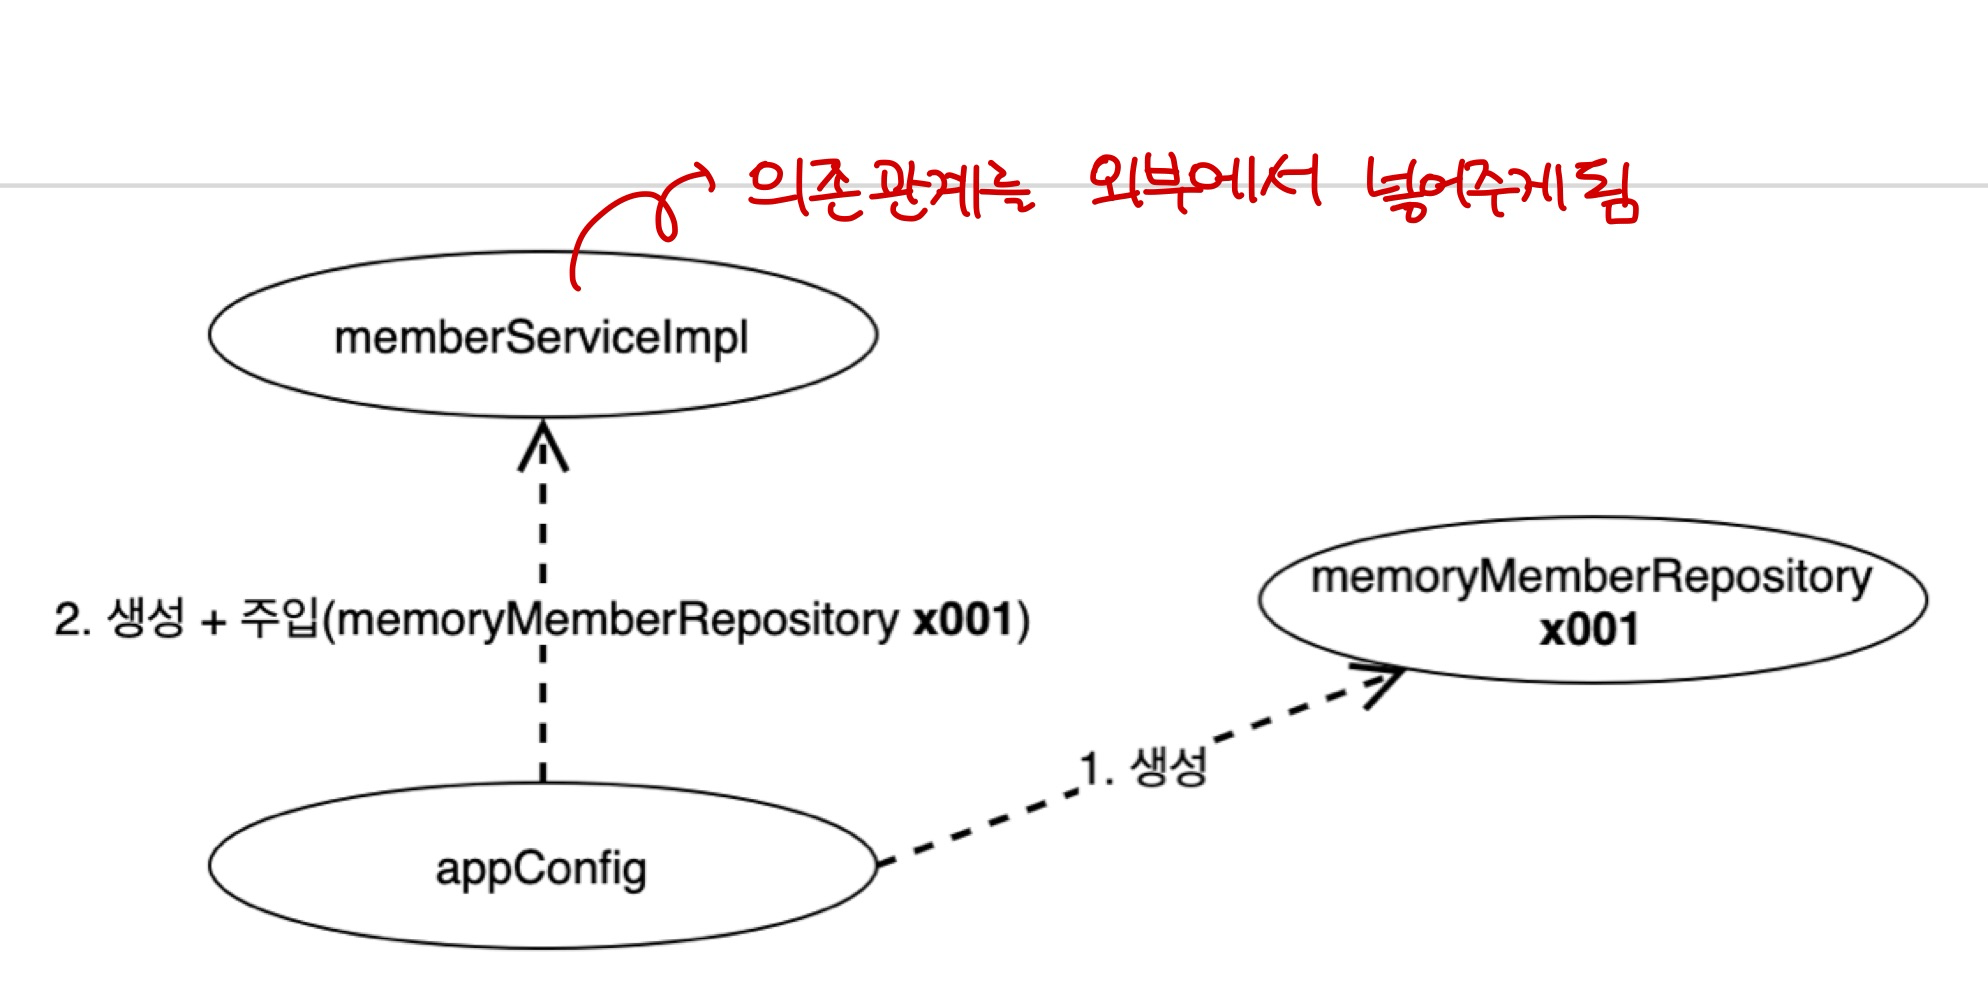 의존관계를 외부에서 넣어주게됨
memberServiceImpl
memoryMemberRepository
x001
2. 생성 + 주입(memoryMemberRepository x001)
1. 생성
appConfig